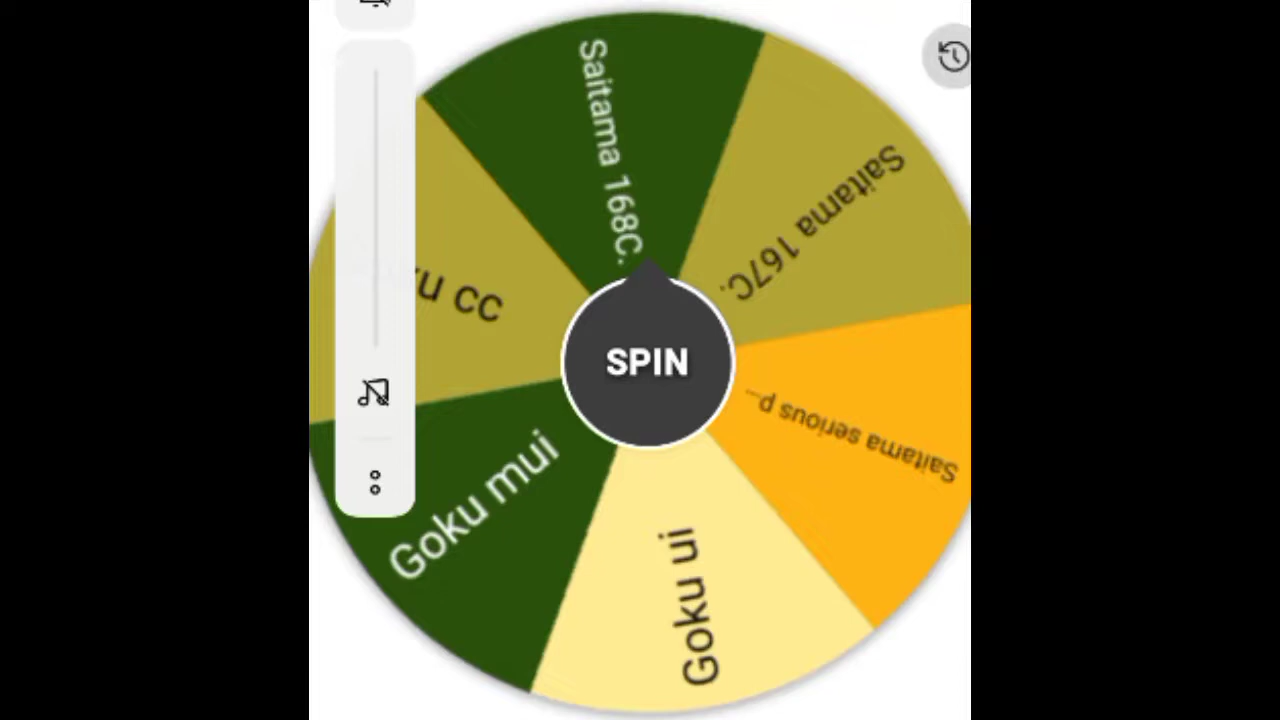 Saitama 168C.
Saitama 167C.
Saitama serious p...
Goku ui
Goku mui
cc
SPIN